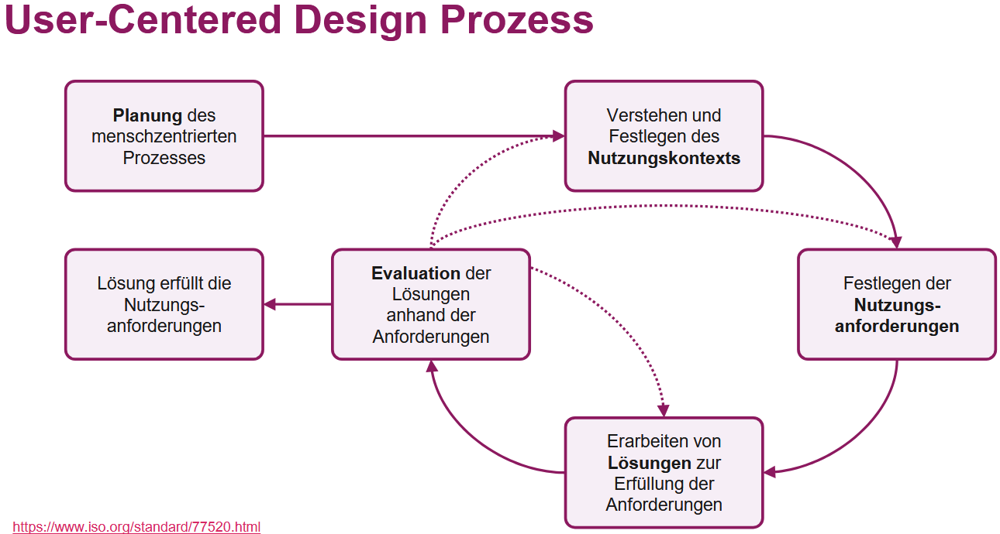 User-Centered Design Prozess
Planung des
menschzentrierten
Prozesses
Verstehen und
Festlegen des
Nutzungskontexts
Lösung erfüllt die
Nutzungs-
anforderungen
Evaluation der
Lösungen
anhand der
Anforderungen
Festlegen der
Nutzungs-
anforderungen
Erarbeiten von
Lösungen zur
Erfüllung der
Anforderungen
https://www.iso.org/standard/77520.html